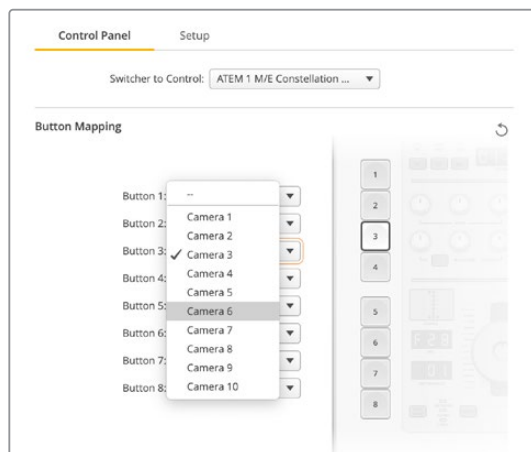 Control Panel Setup
Switcher to Control: ATEM 1 M/E Constellation ...
Button Mapping
Button 1:
Button 2:
Button 3:
Button 4:
Button 5:
Button 6:
Button 7:
Button 8:
--
Camera 1
Camera 2
✓ Camera 3
Camera 4
Camera 5
Camera 6
Camera 7
Camera 8
Camera 9
Camera 10
1
2
3
4
5
6
7
8